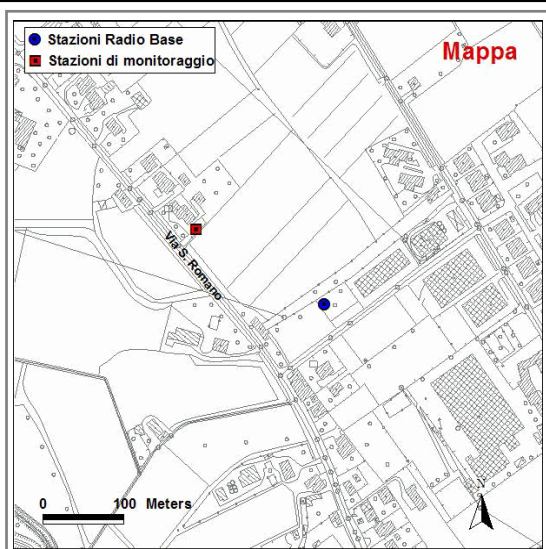 Stazioni Radio Base
Stazioni di monitoraggio
Mappa
Via S. Romano
0 100 Meters
N